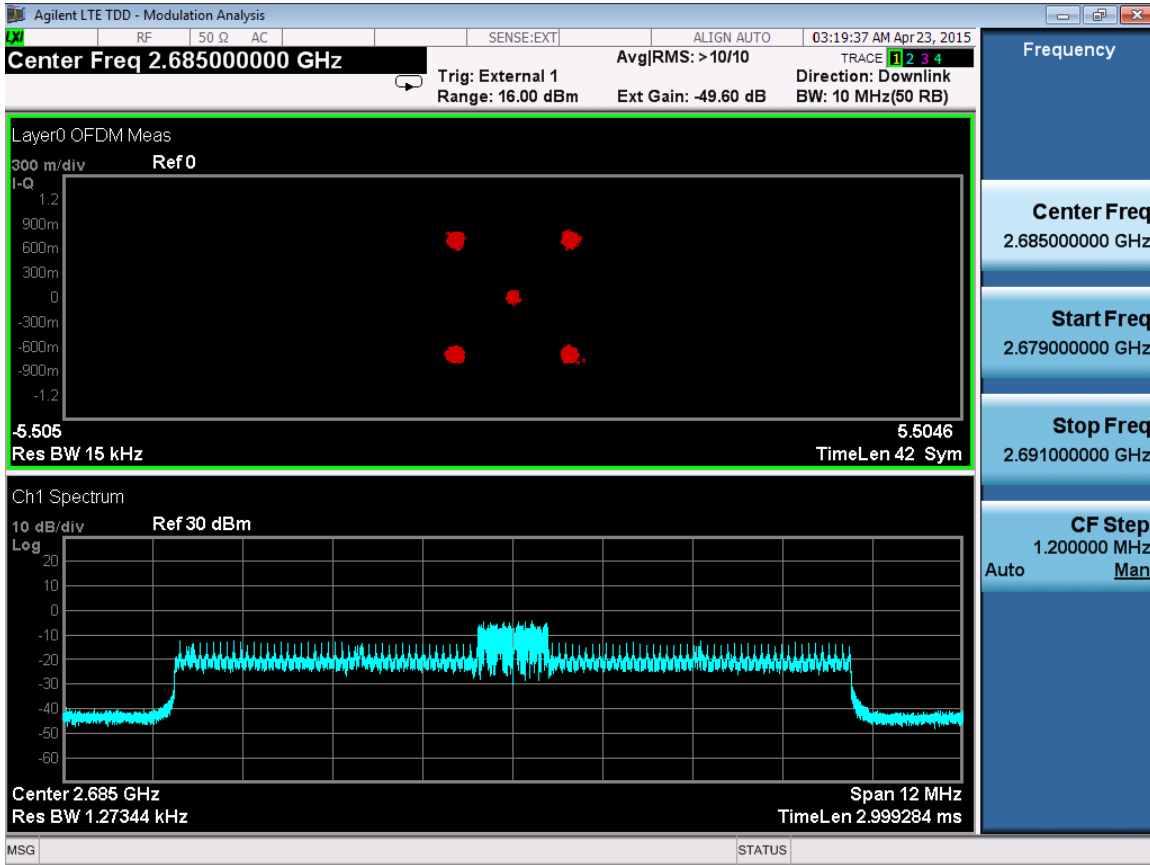 Agilent LTE TDD - Modulation Analysis
LXI RF 50 Ω AC SENSE:EXT ALIGN AUTO 03:19:37 AM Apr 23, 2015
Center Freq 2.685000000 GHz
Trig: External 1
Range: 16.00 dBm
Avg|RMS: >10/10
Ext Gain: -49.60 dB
TRACE 1 2 3 4
Direction: Downlink
BW: 10 MHz(50 RB)
Layer0 OFDM Meas
300 m/div Ref 0
I-Q
1.2
900m
600m
300m
0
-300m
-600m
-900m
-1.2
-5.505 5.5046
Res BW 15 kHz TimeLen 42 Sym
Ch1 Spectrum
10 dB/div Ref 30 dBm
Log
20
10
0
-10
-20
-30
-40
-50
-60
Center 2.685 GHz Span 12 MHz
Res BW 1.27344 kHz TimeLen 2.999284 ms
MSG STATUS
Frequency
Center Freq
2.685000000 GHz
Start Freq
2.679000000 GHz
Stop Freq
2.691000000 GHz
CF Step
1.200000 MHz
Auto Man